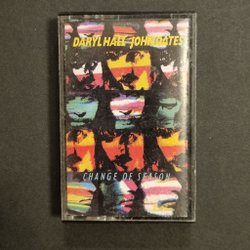 DARYL HALL JOHN OATES
CHANGE OF SEASON